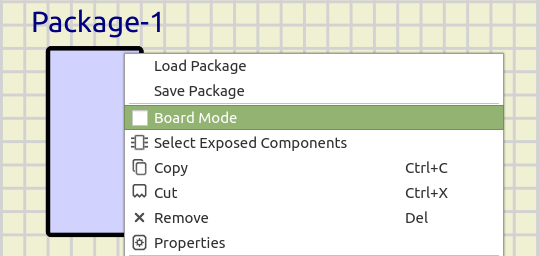 Package-1
Load Package
Save Package
Board Mode
Select Exposed Components
Copy Ctrl+C
Cut Ctrl+X
Remove Del
Properties